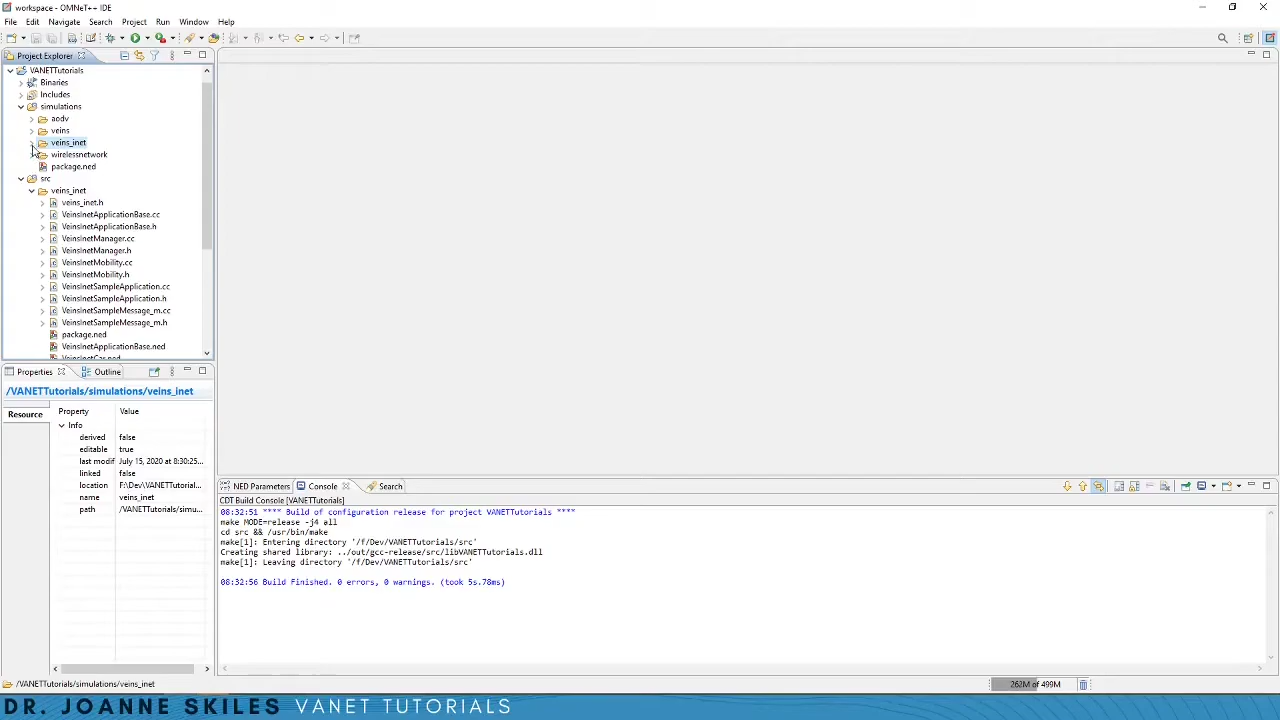 workspace - OMNeT++ IDE
File Edit Navigate Search Project Run Window Help
Project Explorer
VANETTutorials
Binaries
Includes
simulations
aodv
veins
veins_inet
wirelessnetwork
package.ned
src
veins_inet
veins_inet.h
VeinsInetApplicationBase.cc
VeinsInetApplicationBase.h
VeinsInetManager.cc
VeinsInetManager.h
VeinsInetMobility.cc
VeinsInetMobility.h
VeinsInetSampleApplication.cc
VeinsInetSampleApplication.h
VeinsInetSampleMessage_m.cc
VeinsInetSampleMessage_m.h
package.ned
VeinsInetApplicationBase.ned
VeinsInetCar.ned
Properties Outline
/VANETTutorials/simulations/veins_inet
Resource
Property Value
Info
derived false
editable true
last modif July 15, 2020 at 8:30:25...
linked false
location F:\Dev\VANETTutorial...
name veins_inet
path /VANETTutorials/simu...
NED Parameters Console Search
CDT Build Console [VANETTutorials]
08:32:51 **** Build of configuration release for project VANETTutorials ****
make MODE=release -j4 all
cd src && /usr/bin/make
make[1]: Entering directory '/f/Dev/VANETTutorials/src'
Creating shared library: ../out/gcc-release/src/libVANETTutorials.dll
make[1]: Leaving directory '/f/Dev/VANETTutorials/src'
08:32:56 Build Finished. 0 errors, 0 warnings. (took 5s.78ms)
/VANETTutorials/simulations/veins_inet
262M of 499M
DR. JOANNE SKILES VANET TUTORIALS